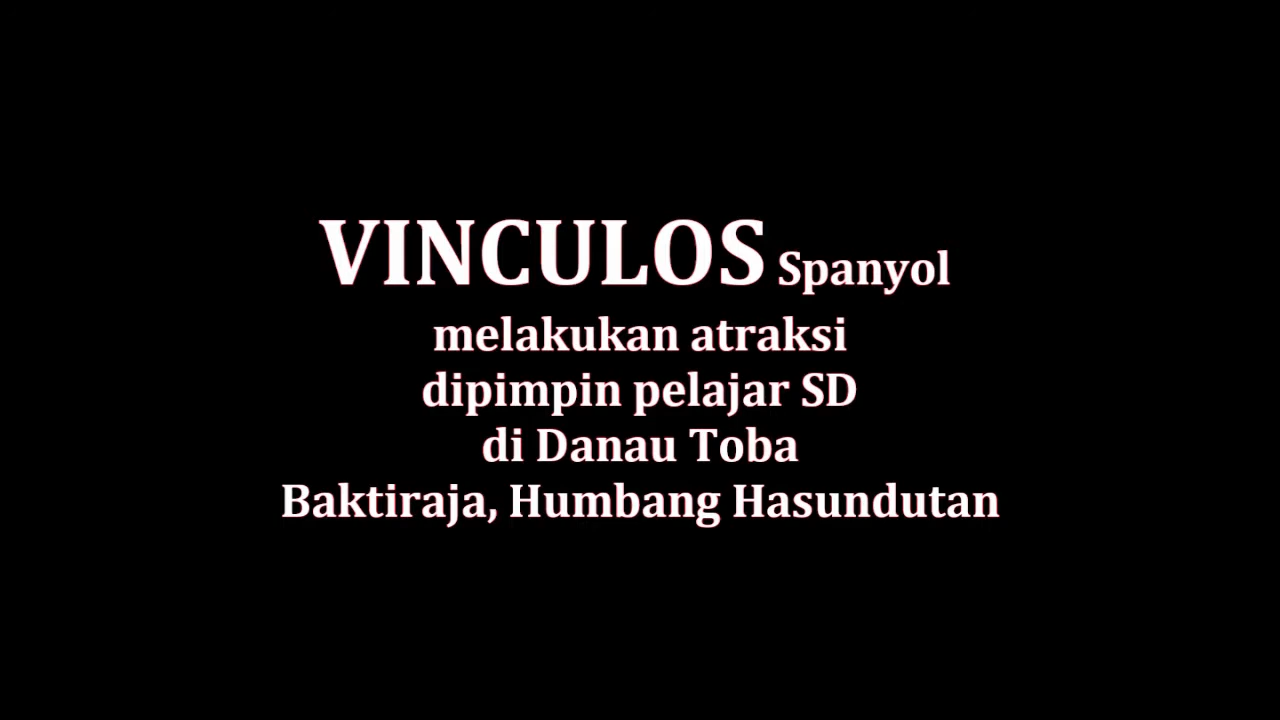 VINCULOS Spanyol
melakukan atraksi
dipimpin pelajar SD
di Danau Toba
Baktiraja, Humbang Hasundutan